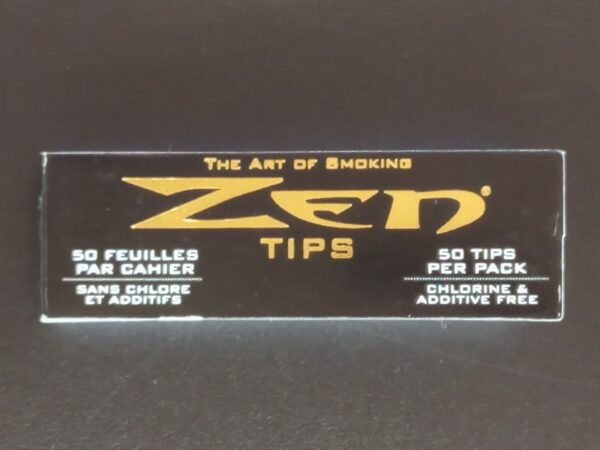 THE ART OF SMOKING
ZEN®
TIPS
50 FEUILLES
PAR CAHIER
SANS CHLORE
ET ADDITIFS
50 TIPS
PER PACK
CHLORINE &
ADDITIVE FREE